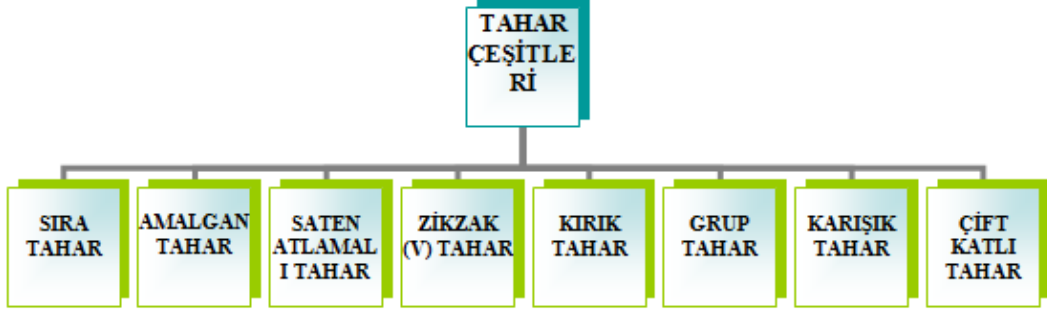 TAHAR
ÇEŞİTLE
Rİ
SIRA
TAHAR
AMALGAN
TAHAR
SATEN
ATLAMAL
I TAHAR
ZİKZAK
(V) TAHAR
KIRIK
TAHAR
GRUP
TAHAR
KARIŞIK
TAHAR
ÇİFT
KATLI
TAHAR